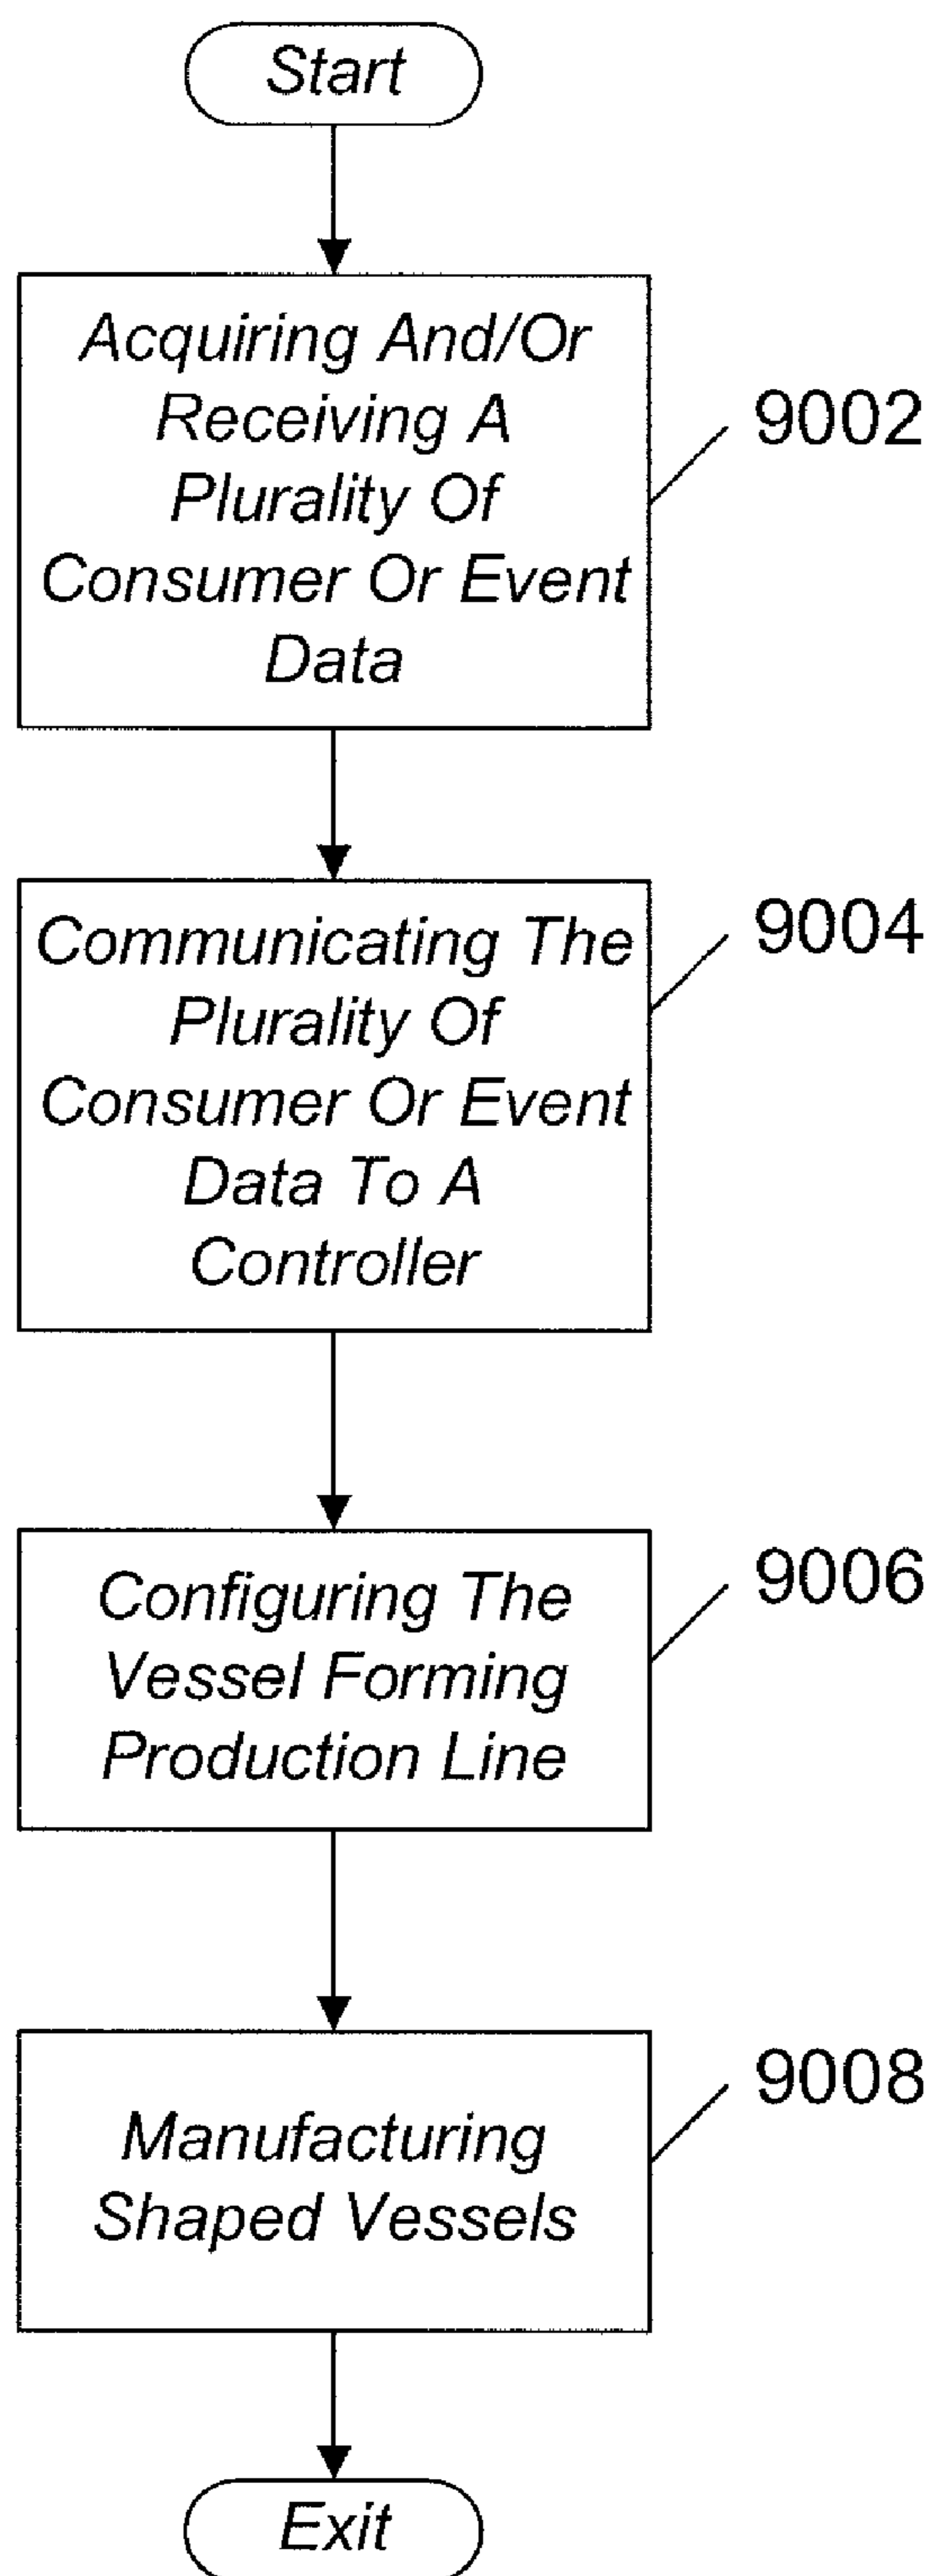 Start
Acquiring And/Or
Receiving A
Plurality Of
Consumer Or Event
Data
9002
Communicating The
Plurality Of
Consumer Or Event
Data To A
Controller
9004
Configuring The
Vessel Forming
Production Line
9006
Manufacturing
Shaped Vessels
9008
Exit